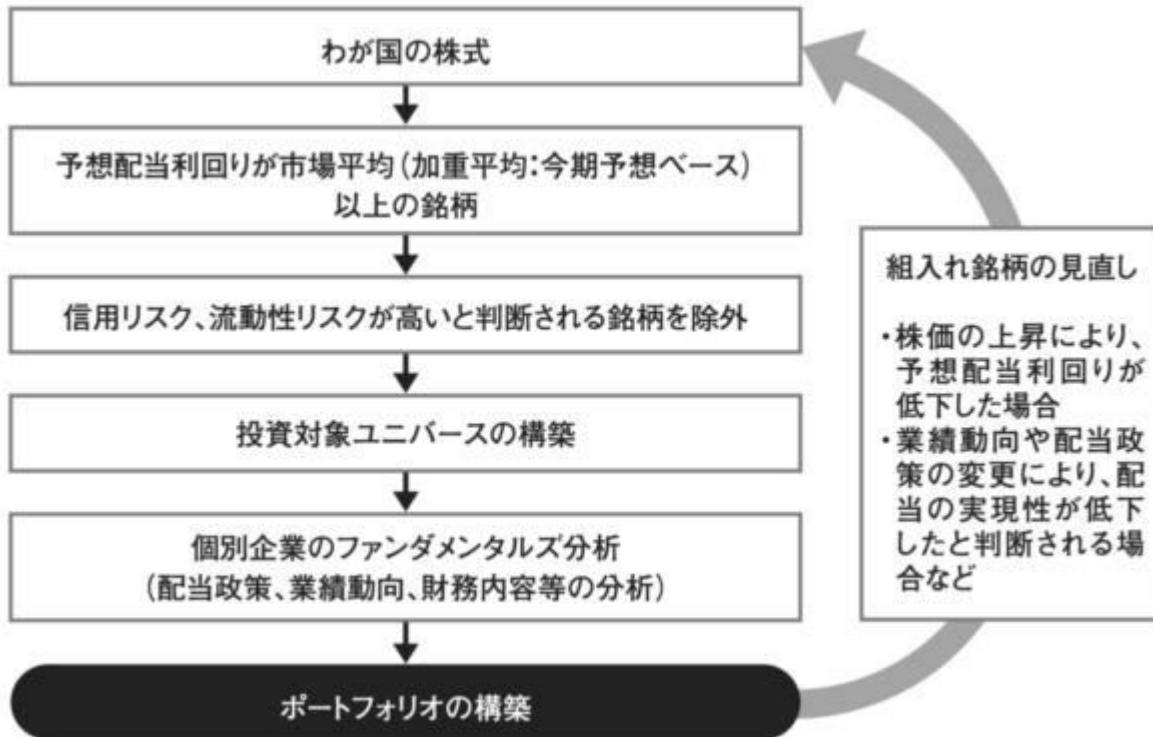 わが国の株式
予想配当利回りが市場平均（加重平均：今期予想ベース）
以上の銘柄
信用リスク、流動性リスクが高いと判断される銘柄を除外
投資対象ユニバースの構築
個別企業のファンダメンタルズ分析
（配当政策、業績動向、財務内容等の分析）
ポートフォリオの構築
組入れ銘柄の見直し
・株価の上昇により、
予想配当利回りが
低下した場合
・業績動向や配当政
策の変更により、配
当の実現性が低下
したと判断される場
合など